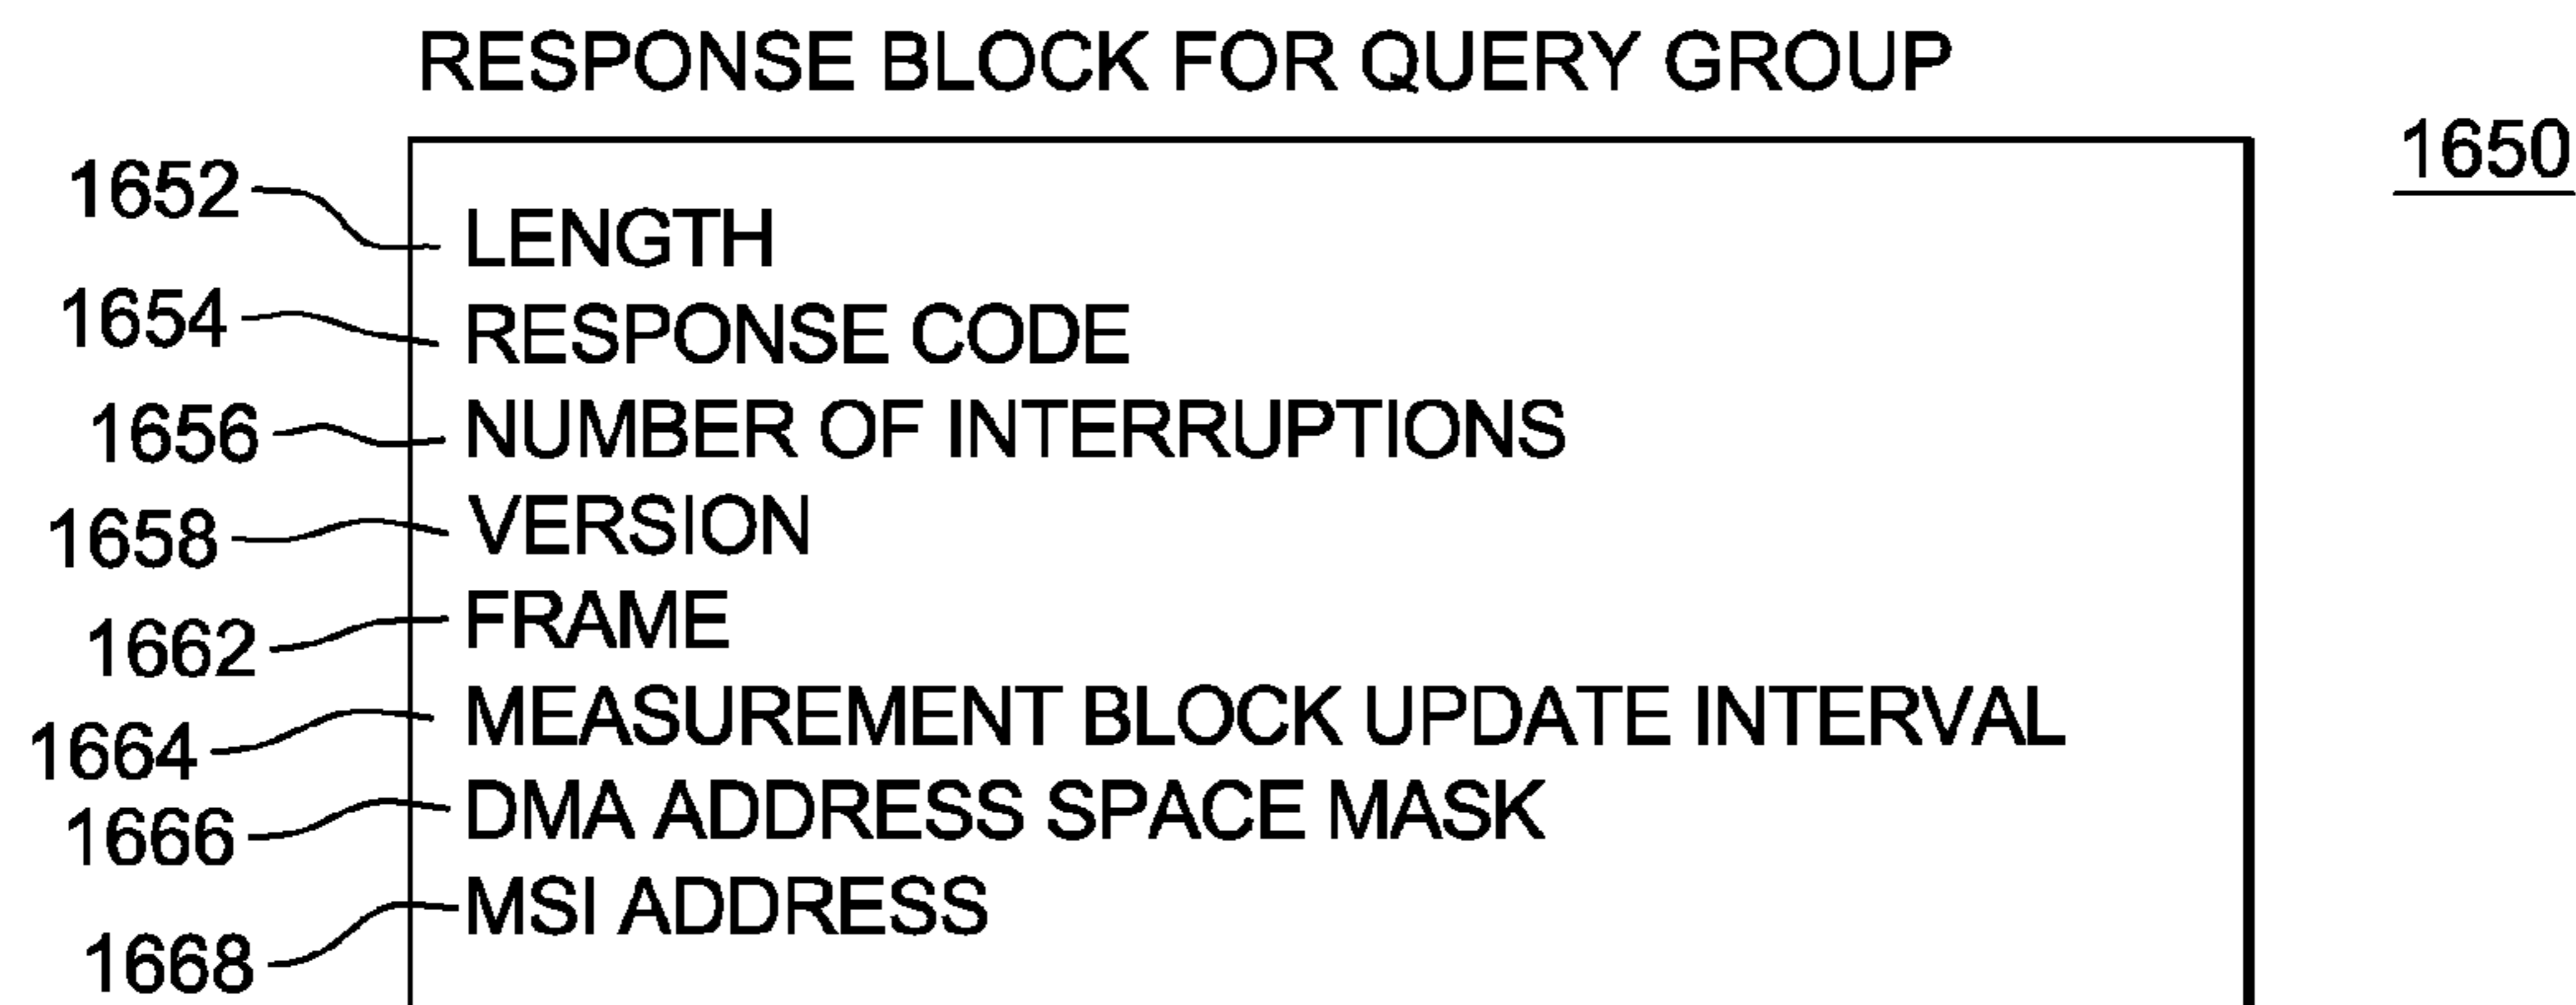 RESPONSE BLOCK FOR QUERY GROUP
1650
1652 LENGTH
1654 RESPONSE CODE
1656 NUMBER OF INTERRUPTIONS
1658 VERSION
1662 FRAME
1664 MEASUREMENT BLOCK UPDATE INTERVAL
1666 DMA ADDRESS SPACE MASK
1668 MSI ADDRESS